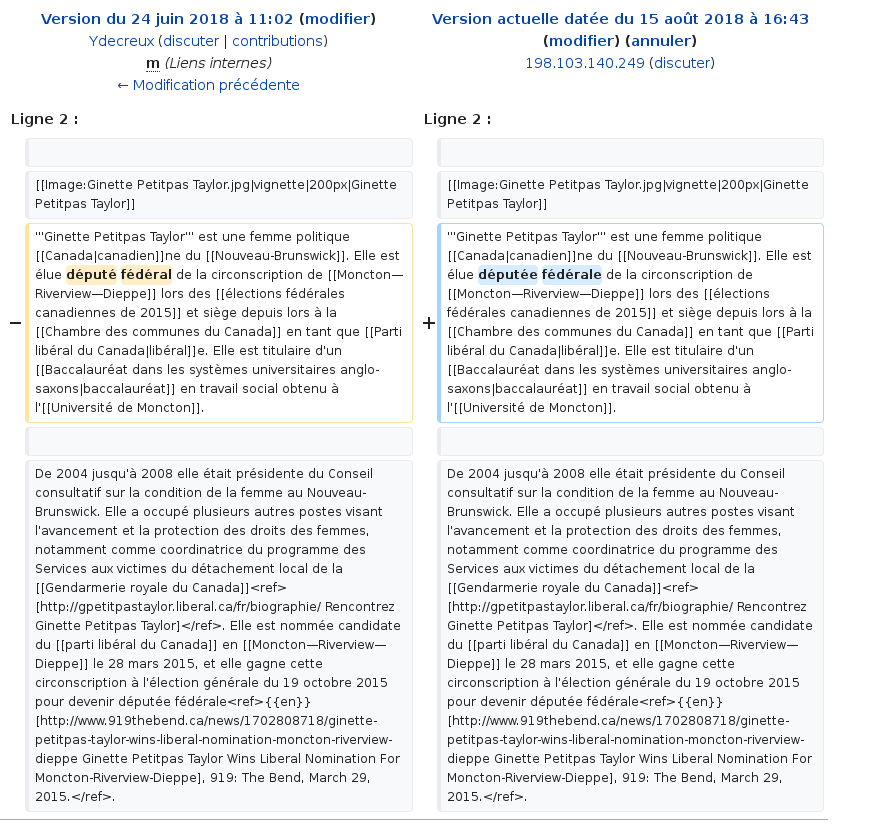 Version du 24 juin 2018 à 11:02 (modifier)
Ydecreux (discuter | contributions)
m (Liens internes)
← Modification précédente
Version actuelle datée du 15 août 2018 à 16:43
(modifier) (annuler)
198.103.140.249 (discuter)
Ligne 2 :
Ligne 2 :
[[Image:Ginette Petitpas Taylor.jpg|vignette|200px|Ginette
Petitpas Taylor]]
[[Image:Ginette Petitpas Taylor.jpg|vignette|200px|Ginette
Petitpas Taylor]]
−
'''Ginette Petitpas Taylor''' est une femme politique
[[Canada|canadien]]ne du [[Nouveau-Brunswick]]. Elle est
élue député fédéral de la circonscription de [[Moncton—
Riverview—Dieppe]] lors des [[élections fédérales
canadiennes de 2015]] et siège depuis lors à la
[[Chambre des communes du Canada]] en tant que [[Parti
libéral du Canada|libéral]]e. Elle est titulaire d'un
[[Baccalauréat dans les systèmes universitaires anglo-
saxons|baccalauréat]] en travail social obtenu à
l'[[Université de Moncton]].
+
'''Ginette Petitpas Taylor''' est une femme politique
[[Canada|canadien]]ne du [[Nouveau-Brunswick]]. Elle est
élue députée fédérale de la circonscription de
[[Moncton—Riverview—Dieppe]] lors des [[élections
fédérales canadiennes de 2015]] et siège depuis lors à la
[[Chambre des communes du Canada]] en tant que [[Parti
libéral du Canada|libéral]]e. Elle est titulaire d'un
[[Baccalauréat dans les systèmes universitaires anglo-
saxons|baccalauréat]] en travail social obtenu à
l'[[Université de Moncton]].
De 2004 jusqu'à 2008 elle était présidente du Conseil
consultatif sur la condition de la femme au Nouveau-
Brunswick. Elle a occupé plusieurs autres postes visant
l'avancement et la protection des droits des femmes,
notamment comme coordinatrice du programme des
Services aux victimes du détachement local de la
[[Gendarmerie royale du Canada]]<ref>
[http://gpetitpastaylor.liberal.ca/fr/biographie/ Rencontrez
Ginette Petitpas Taylor]</ref>. Elle est nommée candidate
du [[parti libéral du Canada]] en [[Moncton—Riverview—
Dieppe]] le 28 mars 2015, et elle gagne cette
circonscription à l'élection générale du 19 octobre 2015
pour devenir députée fédérale<ref>{{en}}
[http://www.919thebend.ca/news/1702808718/ginette-
petitpas-taylor-wins-liberal-nomination-moncton-riverview-
dieppe Ginette Petitpas Taylor Wins Liberal Nomination For
Moncton-Riverview-Dieppe], 919: The Bend, March 29,
2015.</ref>.
De 2004 jusqu'à 2008 elle était présidente du Conseil
consultatif sur la condition de la femme au Nouveau-
Brunswick. Elle a occupé plusieurs autres postes visant
l'avancement et la protection des droits des femmes,
notamment comme coordinatrice du programme des
Services aux victimes du détachement local de la
[[Gendarmerie royale du Canada]]<ref>
[http://gpetitpastaylor.liberal.ca/fr/biographie/ Rencontrez
Ginette Petitpas Taylor]</ref>. Elle est nommée candidate
du [[parti libéral du Canada]] en [[Moncton—Riverview—
Dieppe]] le 28 mars 2015, et elle gagne cette
circonscription à l'élection générale du 19 octobre 2015
pour devenir députée fédérale<ref>{{en}}
[http://www.919thebend.ca/news/1702808718/ginette-
petitpas-taylor-wins-liberal-nomination-moncton-riverview-
dieppe Ginette Petitpas Taylor Wins Liberal Nomination For
Moncton-Riverview-Dieppe], 919: The Bend, March 29,
2015.</ref>.